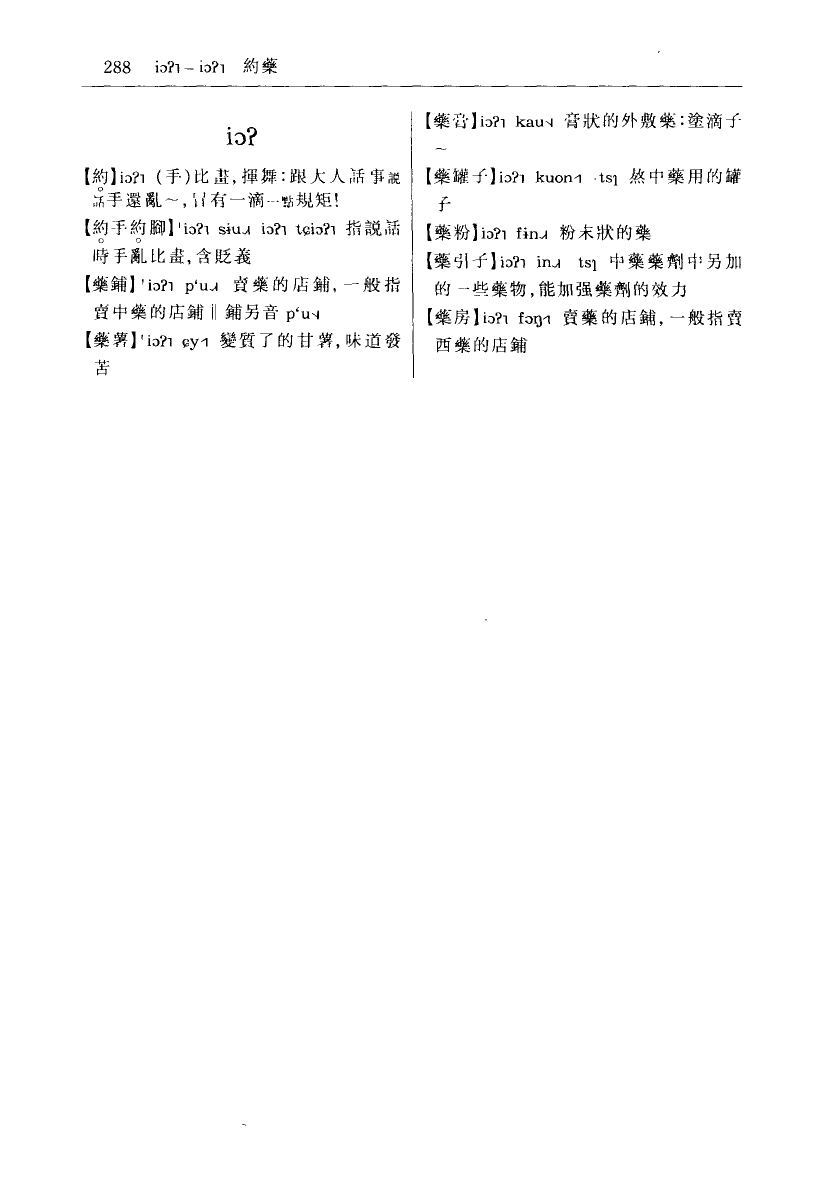 288 iɔʔ˥ – iɔʔ˥ 約藥
iɔʔ
【約】iɔʔ˥ (手)比畫,揮舞:跟大人話事説
話手還亂～,冇有一滴一點規矩!
【約手約腳】ˈiɔʔ˥ sɨu iɔʔ˥ tɕiɔʔ˥ 指説話
時手亂比畫,含貶義
【藥鋪】ˈiɔʔ˥ pʻu 賣藥的店鋪,一般指
賣中藥的店鋪‖鋪另音 pʻu
【藥薯】ˈiɔʔ˥ ɕy 變質了的甘薯,味道發
苦
【藥膏】iɔʔ˥ kau 膏狀的外敷藥:塗滴子
～
【藥罐子】iɔʔ˥ kuon ·tsɿ 熬中藥用的罐
子
【藥粉】iɔʔ˥ fɨn 粉末狀的藥
【藥引子】iɔʔ˥ in tsɿ 中藥藥劑中另加
的一些藥物,能加强藥劑的效力
【藥房】iɔʔ˥ fɔŋ 賣藥的店鋪,一般指賣
西藥的店鋪